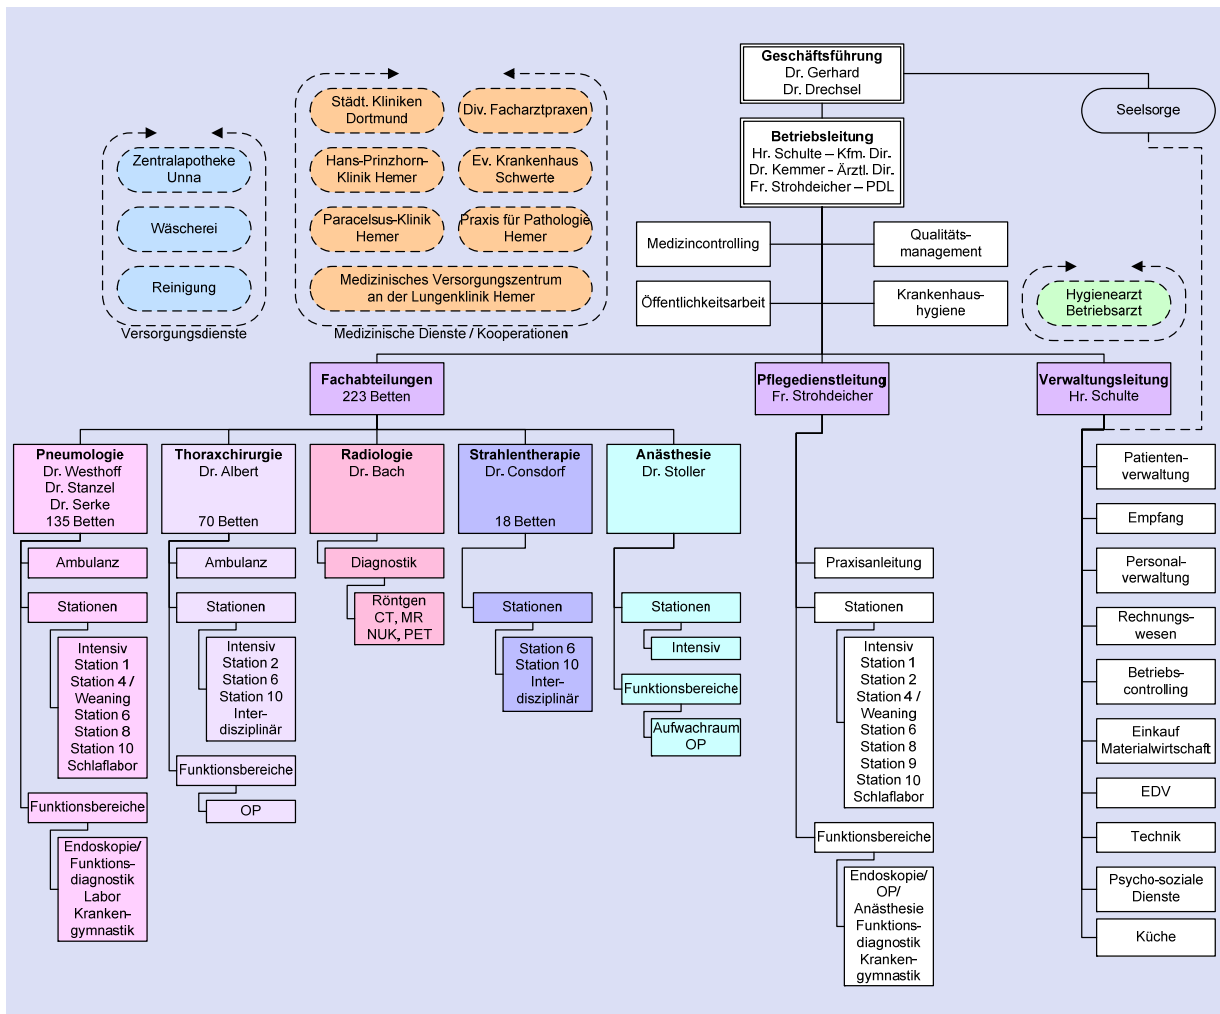 Geschäftsführung
Dr. Gerhard
Dr. Drechsel
Seelsorge
Betriebsleitung
Hr. Schulte – Kfm. Dir.
Dr. Kemmer - Ärztl. Dir.
Fr. Strohdeicher – PDL
Städt. Kliniken
Dortmund
Div. Facharztpraxen
Hans-Prinzhorn-
Klinik Hemer
Ev. Krankenhaus
Schwerte
Paracelsus-Klinik
Hemer
Praxis für Pathologie
Hemer
Medizinisches Versorgungszentrum
an der Lungenklinik Hemer
Medizinische Dienste / Kooperationen
Zentralapotheke
Unna
Wäscherei
Reinigung
Versorgungsdienste
Medizincontrolling
Qualitäts-
management
Öffentlichkeitsarbeit
Krankenhaus-
hygiene
Hygienearzt
Betriebsarzt
Fachabteilungen
223 Betten
Pflegedienstleitung
Fr. Strohdeicher
Verwaltungsleitung
Hr. Schulte
Pneumologie
Dr. Westhoff
Dr. Stanzel
Dr. Serke
135 Betten
Ambulanz
Stationen
Intensiv
Station 1
Station 4 /
Weaning
Station 6
Station 8
Station 10
Schlaflabor
Funktionsbereiche
Endoskopie/
Funktions-
diagnostik
Labor
Kranken-
gymnastik
Thoraxchirurgie
Dr. Albert
70 Betten
Ambulanz
Stationen
Intensiv
Station 2
Station 6
Station 10
Inter-
disziplinär
Funktionsbereiche
OP
Radiologie
Dr. Bach
Diagnostik
Röntgen
CT, MR
NUK, PET
Strahlentherapie
Dr. Consdorf
18 Betten
Stationen
Station 6
Station 10
Inter-
disziplinär
Anästhesie
Dr. Stoller
Stationen
Intensiv
Funktionsbereiche
Aufwachraum
OP
Praxisanleitung
Stationen
Intensiv
Station 1
Station 2
Station 4 /
Weaning
Station 6
Station 8
Station 9
Station 10
Schlaflabor
Funktionsbereiche
Endoskopie/
OP/
Anästhesie
Funktions-
diagnostik
Kranken-
gymnastik
Patienten-
verwaltung
Empfang
Personal-
verwaltung
Rechnungs-
wesen
Betriebs-
controlling
Einkauf
Materialwirtschaft
EDV
Technik
Psycho-soziale
Dienste
Küche